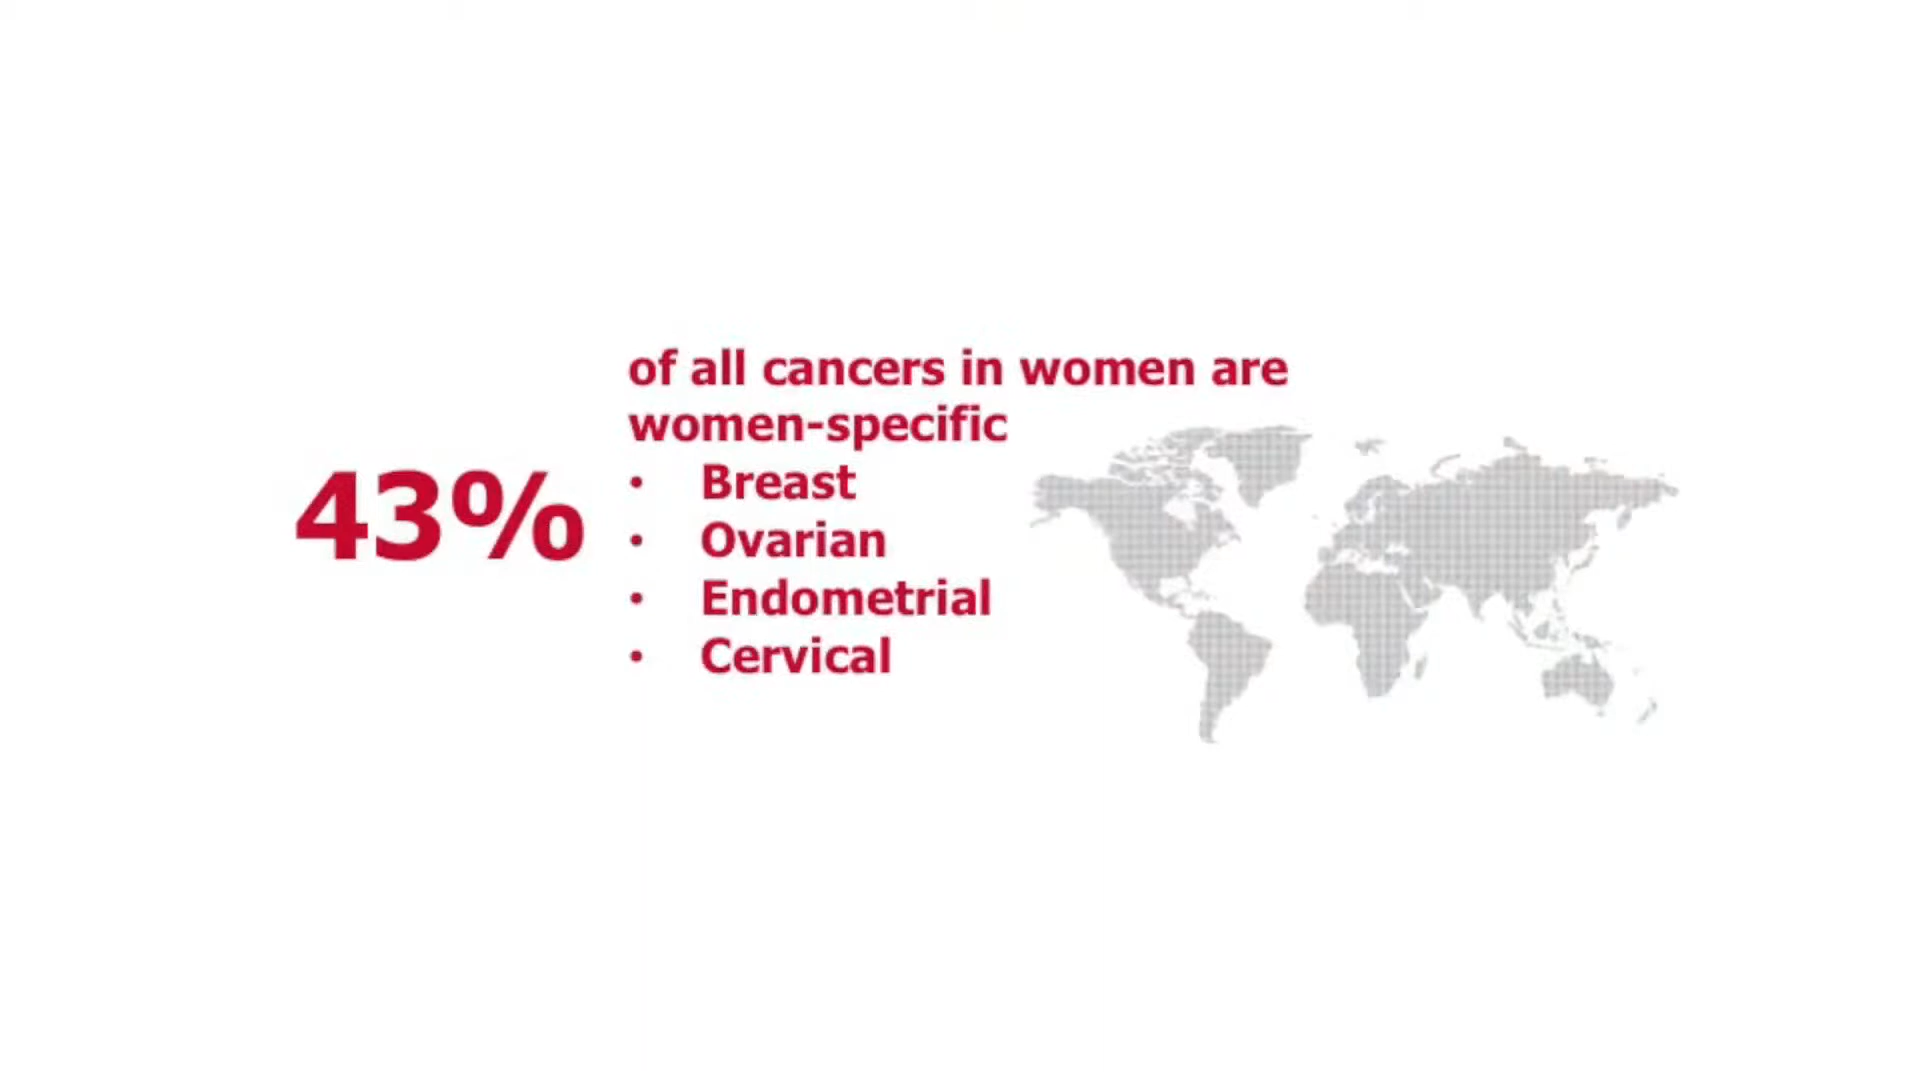 43%
of all cancers in women are
women-specific
• Breast
• Ovarian
• Endometrial
• Cervical